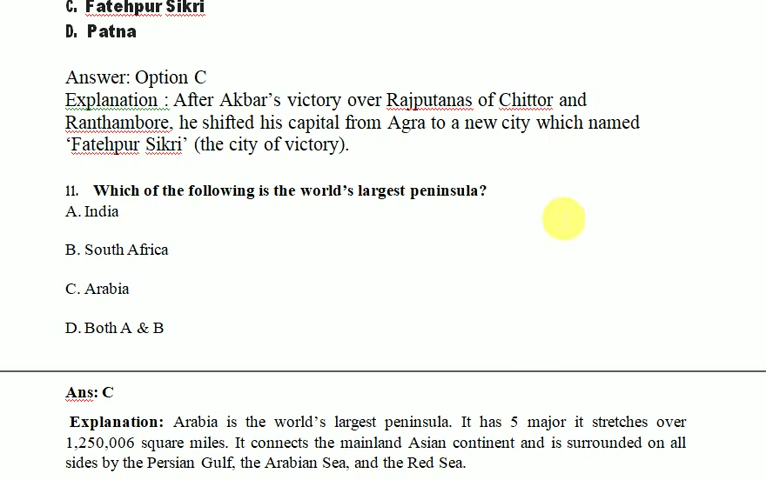 C. Fatehpur Sikri
D. Patna
Answer: Option C
Explanation : After Akbar's victory over Rajputanas of Chittor and
Ranthambore, he shifted his capital from Agra to a new city which named
'Fatehpur Sikri' (the city of victory).
11. Which of the following is the world's largest peninsula?
A. India
B. South Africa
C. Arabia
D. Both A & B
Ans: C
Explanation: Arabia is the world's largest peninsula. It has 5 major it stretches over
1,250,006 square miles. It connects the mainland Asian continent and is surrounded on all
sides by the Persian Gulf, the Arabian Sea, and the Red Sea.